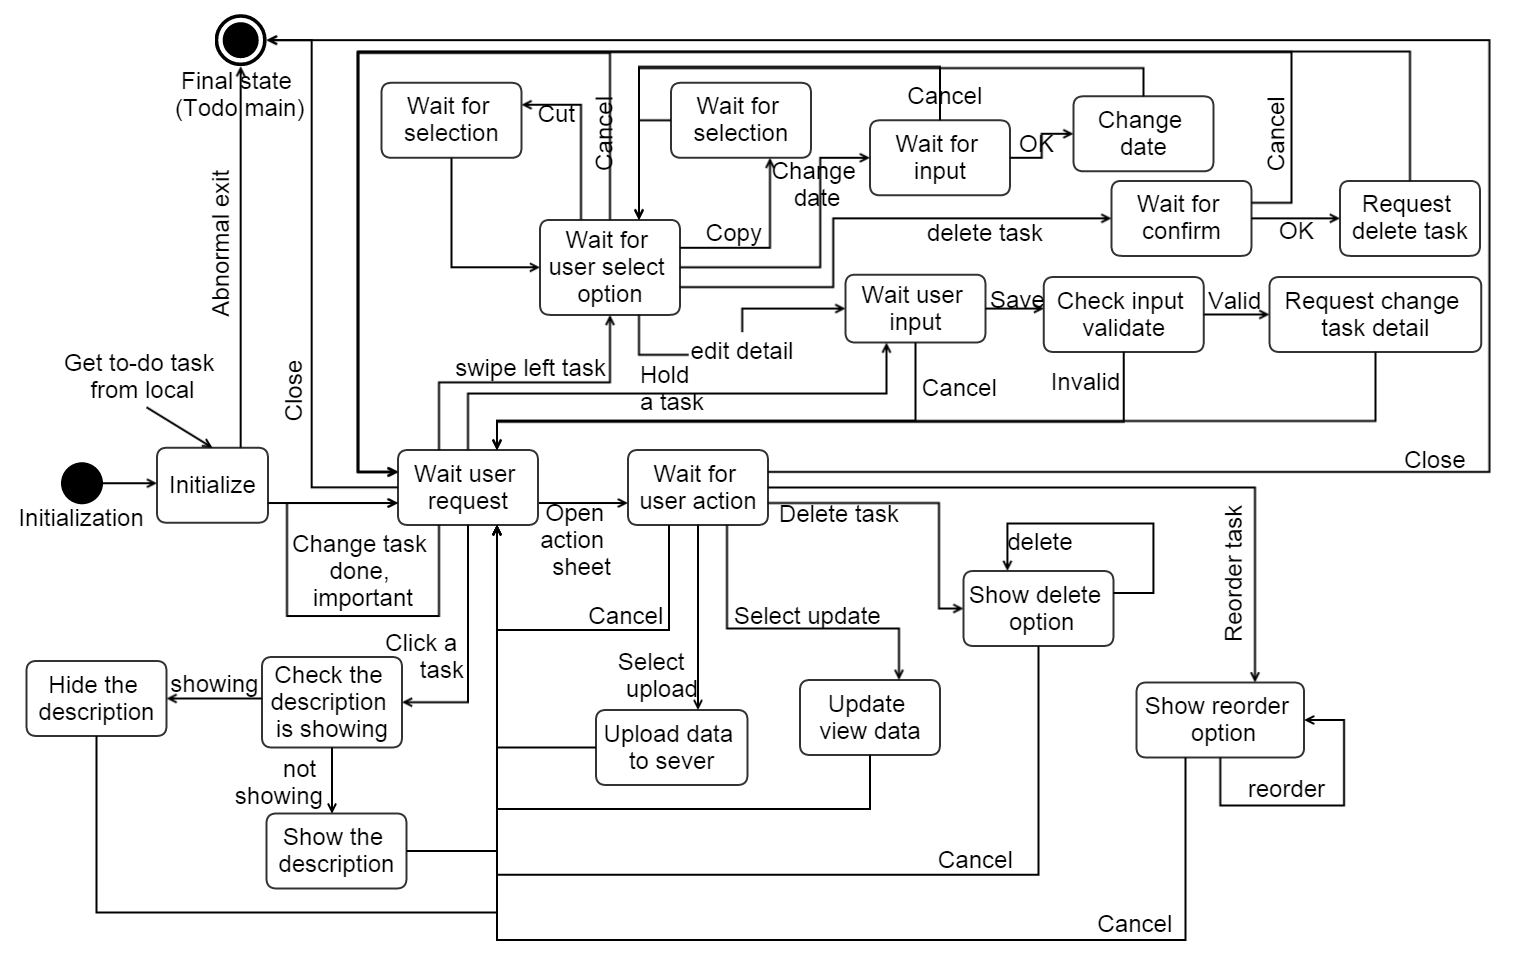 Final state
(Todo main)
Wait for
selection
Cut
Cancel
Wait for
selection
Cancel
Wait for
input
OK
Change
date
Cancel
Change
date
Wait for
user select
option
Copy
delete task
Wait for
confirm
OK
Request
delete task
Abnormal exit
Wait user
input
Save
Check input
validate
Valid
Request change
task detail
edit detail
swipe left task
Hold
a task
Cancel
Invalid
Get to-do task
from local
Close
Initialization
Initialize
Wait user
request
Open
action
sheet
Wait for
user action
Close
Delete task
Change task
done,
important
delete
Show delete
option
Reorder task
Cancel
Select update
Click a
task
Select
upload
Hide the
description
showing
Check the
description
is showing
Upload data
to sever
Update
view data
Show reorder
option
reorder
not
showing
Show the
description
Cancel
Cancel